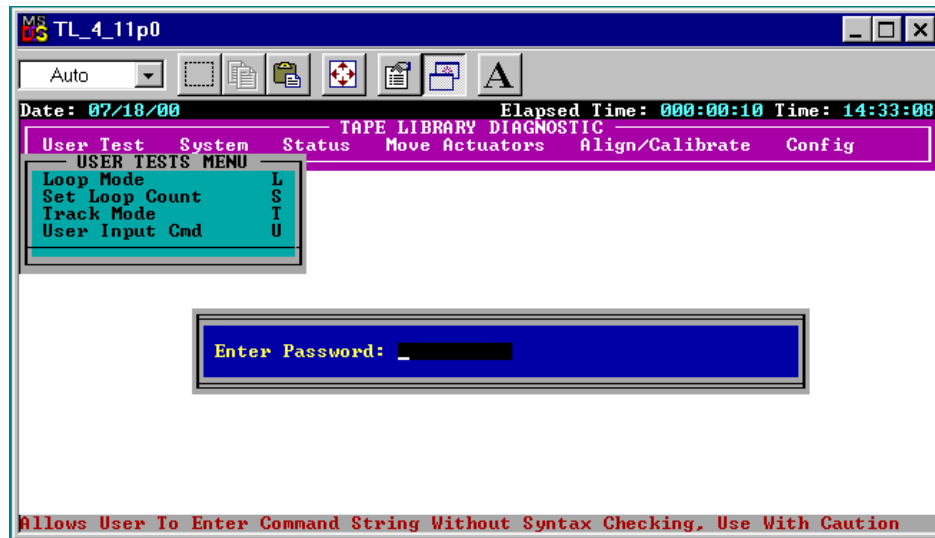 MS DOS TL_4_11p0
Auto A
Date: 07/18/00 Elapsed Time: 000:00:10 Time: 14:33:08
TAPE LIBRARY DIAGNOSTIC
User Test System Status Move Actuators Align/Calibrate Config
USER TESTS MENU
Loop Mode L
Set Loop Count S
Track Mode T
User Input Cmd U
Enter Password: _
Allows User To Enter Command String Without Syntax Checking, Use With Caution